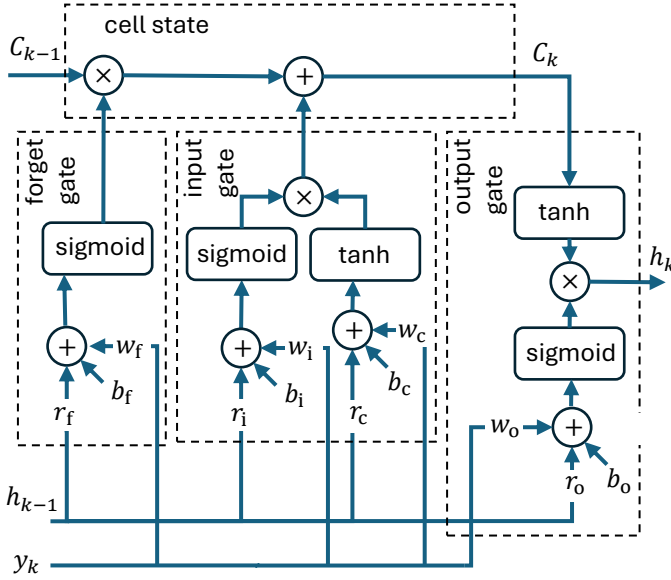 cell state
C_{k−1}
×
+
C_k
forget gate
input gate
output gate
×
tanh
sigmoid
sigmoid
tanh
×
h_k
sigmoid
+
w_f
+
w_i
+
w_c
b_f
b_i
b_c
r_f
r_i
r_c
w_o
+
r_o
b_o
h_{k−1}
y_k